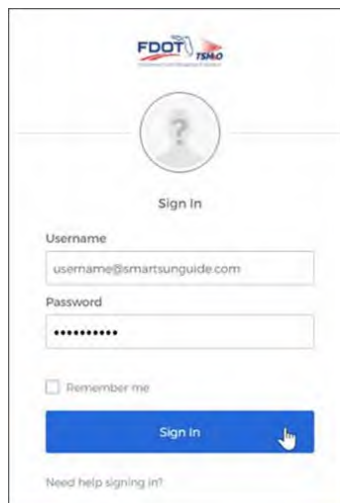 FDOT TSM&O
?
Sign In
Username
username@smartsunguide.com
Password
••••••••••
Remember me
Sign In
Need help signing in?